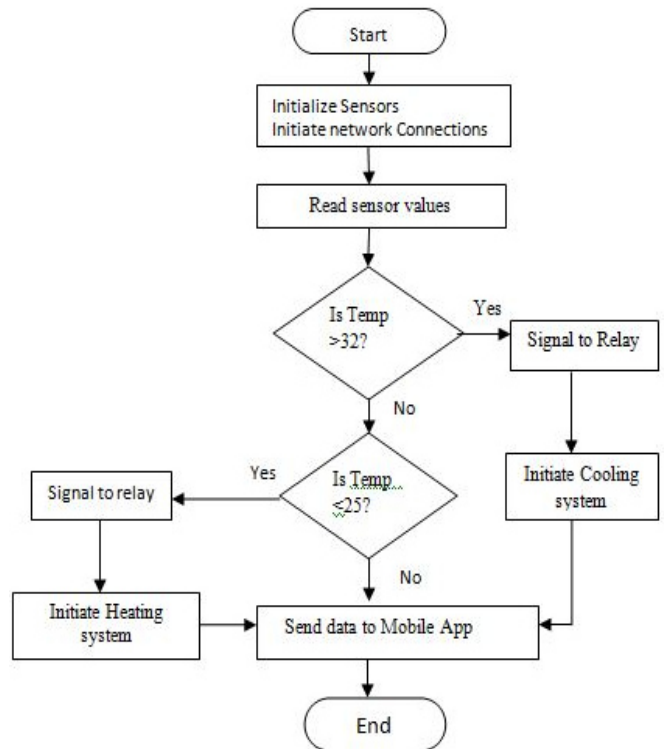 Start
Initialize Sensors
Initiate network Connections
Read sensor values
Is Temp
>32?
Yes
Signal to Relay
No
Initiate Cooling
system
Is Temp
<25?
Yes
Signal to relay
No
Initiate Heating
system
Send data to Mobile App
End